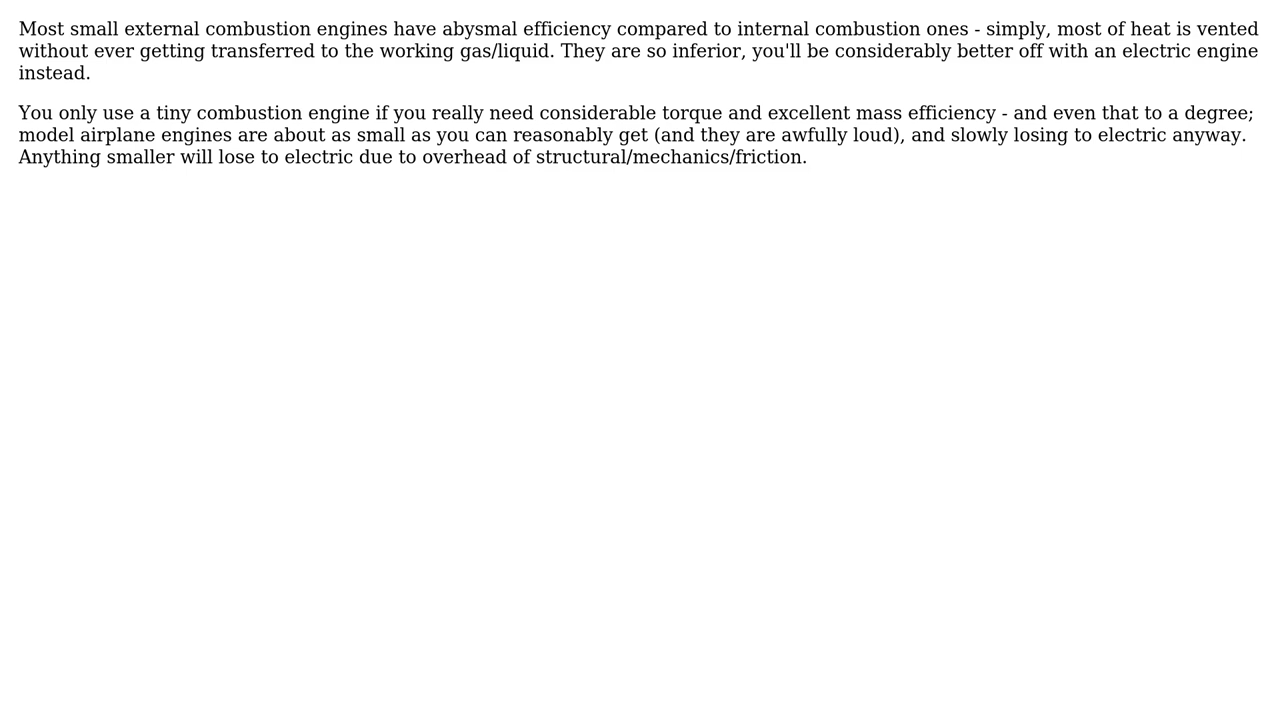 Most small external combustion engines have abysmal efficiency compared to internal combustion ones - simply, most of heat is vented
without ever getting transferred to the working gas/liquid. They are so inferior, you'll be considerably better off with an electric engine
instead.
You only use a tiny combustion engine if you really need considerable torque and excellent mass efficiency - and even that to a degree;
model airplane engines are about as small as you can reasonably get (and they are awfully loud), and slowly losing to electric anyway.
Anything smaller will lose to electric due to overhead of structural/mechanics/friction.